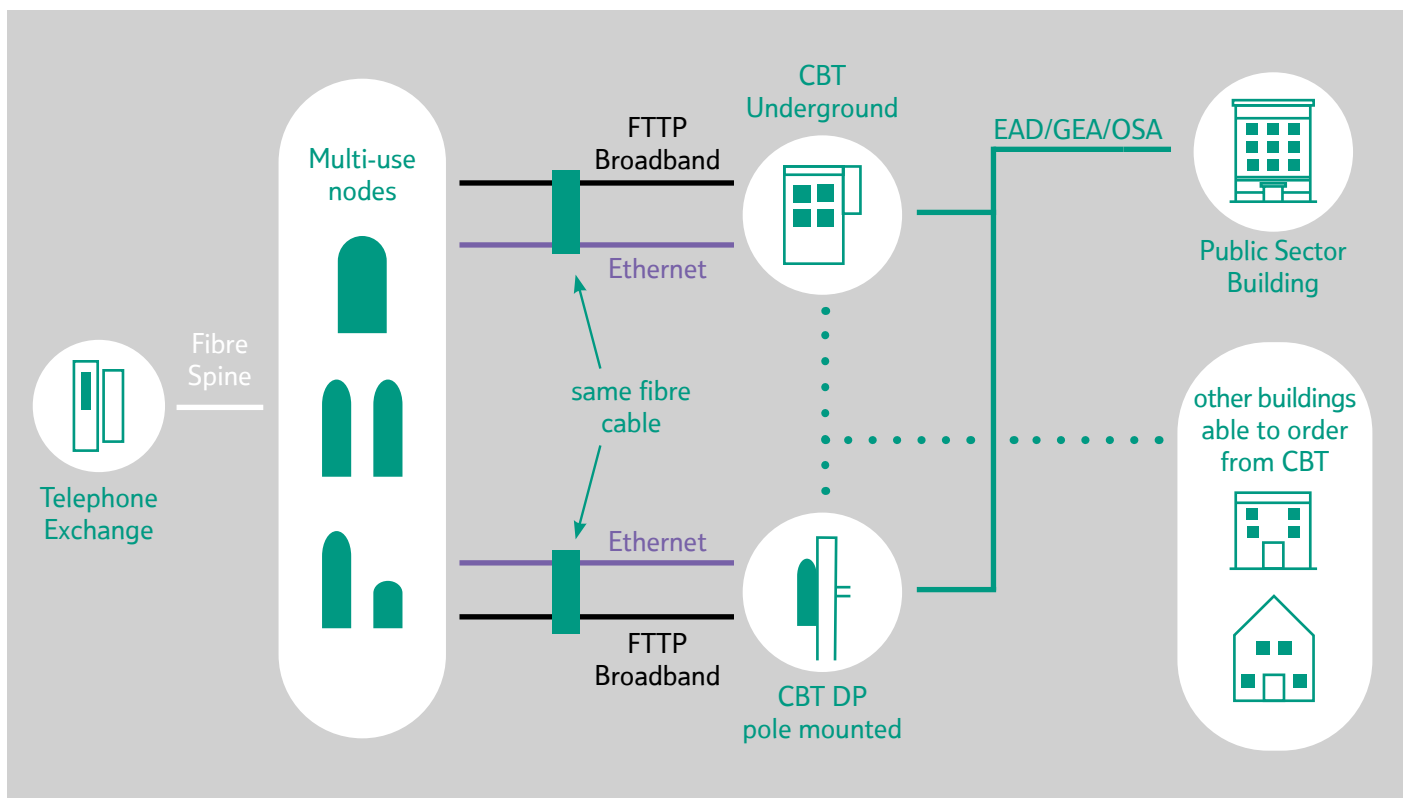 Telephone
Exchange
Fibre
Spine
Multi-use
nodes
FTTP
Broadband
Ethernet
same fibre
cable
Ethernet
FTTP
Broadband
CBT
Underground
CBT DP
pole mounted
EAD/GEA/OSA
Public Sector
Building
other buildings
able to order
from CBT